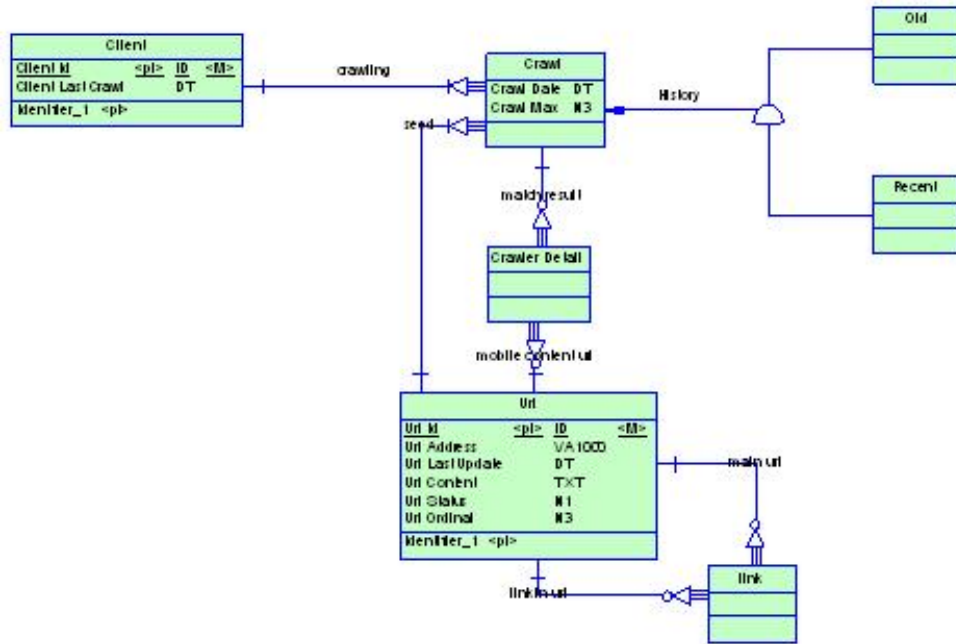 Client
Client Id <pi> ID <M>
Client Last Crawl DT
Identifier_1 <pi>
crawling
Crawl
Crawl Date DT
Crawl Max N3
seed
History
Old
Recent
match result
Crawler Detail
mobile content url
Url
Url Id <pi> ID <M>
Url Address VA1000
Url Last Update DT
Url Content TXT
Url Status N1
Url Ordinal N3
Identifier_1 <pi>
main url
link in url
link